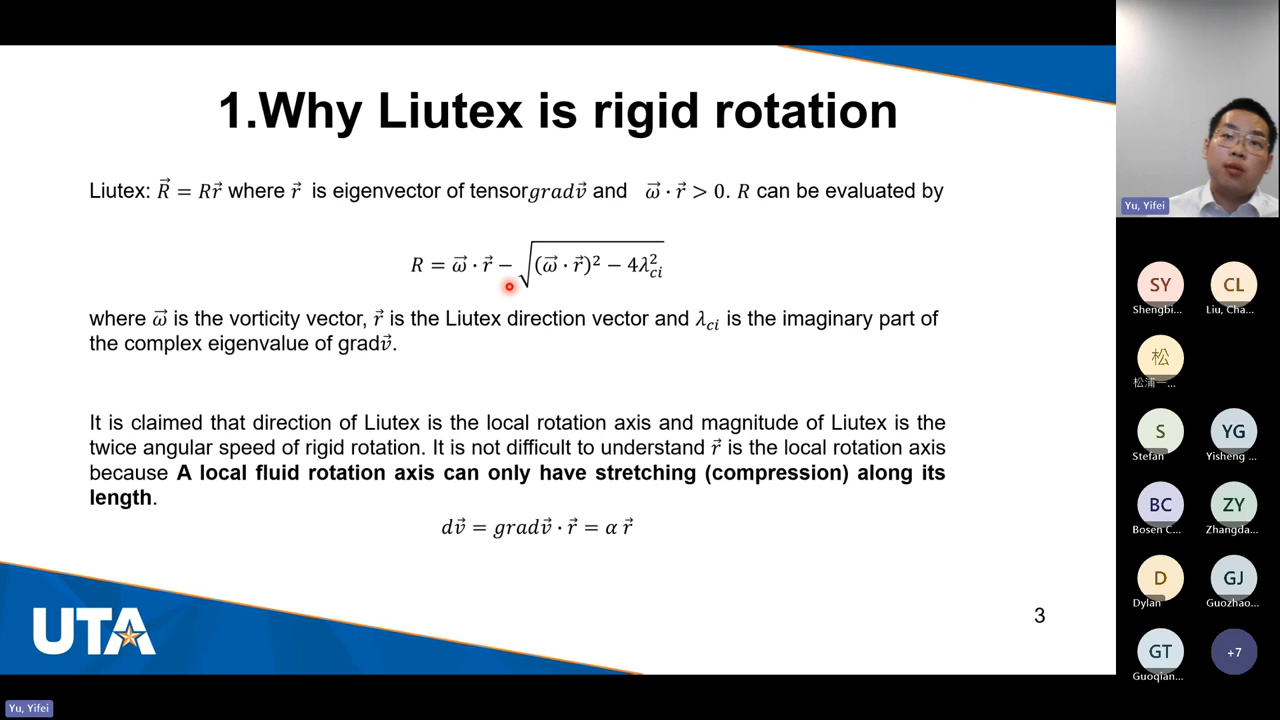 1.Why Liutex is rigid rotation
Liutex: R⃗ = Rr⃗ where r⃗ is eigenvector of tensorgradv⃗ and ω⃗ · r⃗ > 0. R can be evaluated by
R = ω⃗ · r⃗ − √((ω⃗ · r⃗)² − 4λ²ci)
where ω⃗ is the vorticity vector, r⃗ is the Liutex direction vector and λci is the imaginary part of
the complex eigenvalue of gradv⃗.
It is claimed that direction of Liutex is the local rotation axis and magnitude of Liutex is the
twice angular speed of rigid rotation. It is not difficult to understand r⃗ is the local rotation axis
because A local fluid rotation axis can only have stretching (compression) along its
length.
dv⃗ = gradv⃗ · r⃗ = α r⃗
3
UTA
Yu, Yifei
Yu, Yifei
SY
Shengbi...
CL
Liu, Cha...
松
松浦一...
S
Stefan
YG
Yisheng ...
BC
Bosen C...
ZY
Zhangda...
D
Dylan
GJ
Guozhao...
GT
Guoqian...
+7